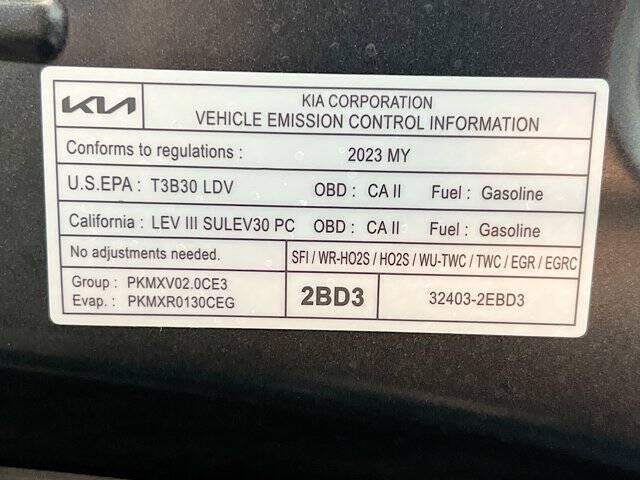 KIA
KIA CORPORATION
VEHICLE EMISSION CONTROL INFORMATION
Conforms to regulations : 2023 MY
U.S.EPA : T3B30 LDV OBD : CA II Fuel : Gasoline
California : LEV III SULEV30 PC OBD : CA II Fuel : Gasoline
No adjustments needed. SFI / WR-HO2S / HO2S / WU-TWC / TWC / EGR / EGRC
Group : PKMXV02.0CE3
Evap. : PKMXR0130CEG
2BD3
32403-2EBD3